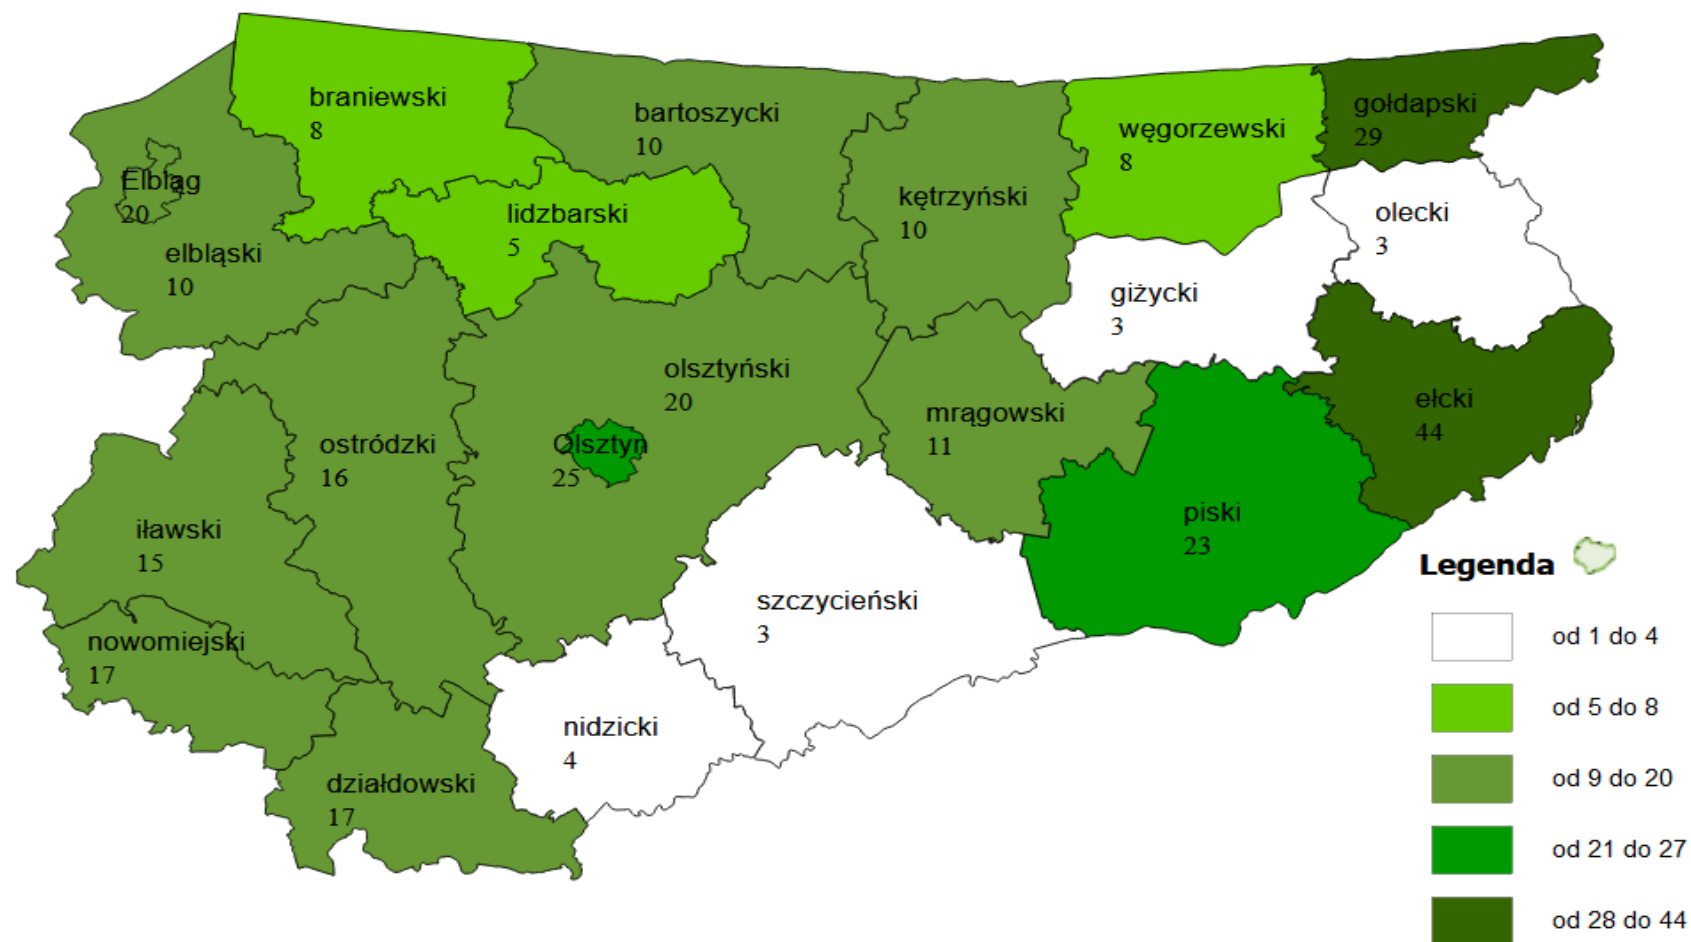 braniewski
8
bartoszycki
10
węgorzewski
8
gołdapski
29
Elbląg
20
elbląski
10
lidzbarski
5
kętrzyński
10
olecki
3
giżycki
3
olsztyński
20
Olsztyn
25
ostródzki
16
mrągowski
11
ełcki
44
iławski
15
piski
23
szczycieński
3
nowomiejski
17
nidzicki
4
działdowski
17
Legenda
od 1 do 4
od 5 do 8
od 9 do 20
od 21 do 27
od 28 do 44